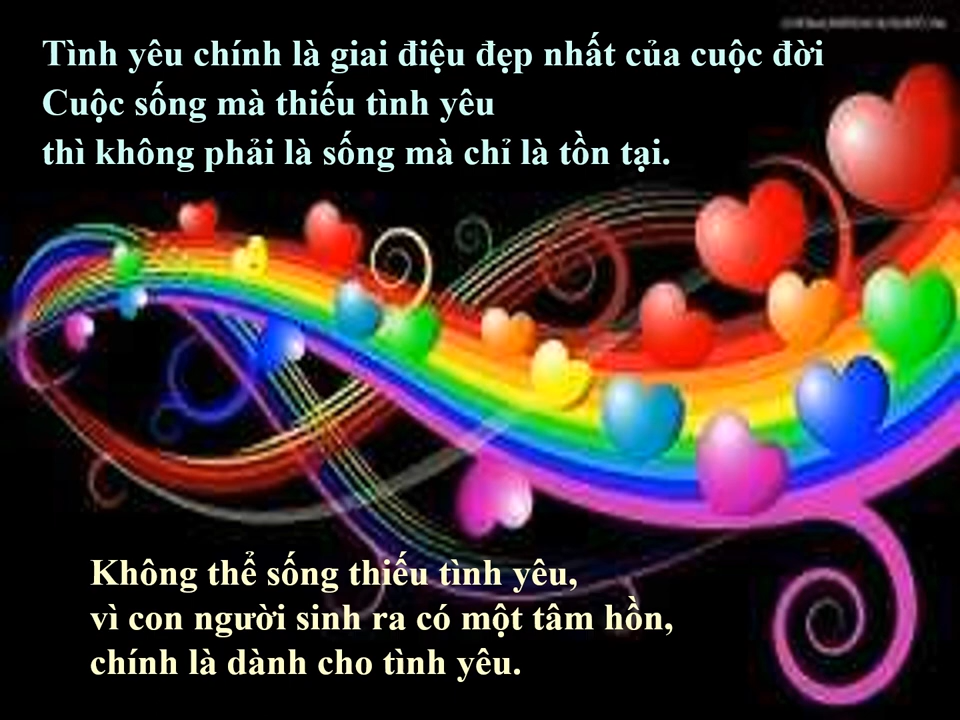 Tình yêu chính là giai điệu đẹp nhất của cuộc đời
Cuộc sống mà thiếu tình yêu
thì không phải là sống mà chỉ là tồn tại.
Không thể sống thiếu tình yêu,
vì con người sinh ra có một tâm hồn,
chính là dành cho tình yêu.